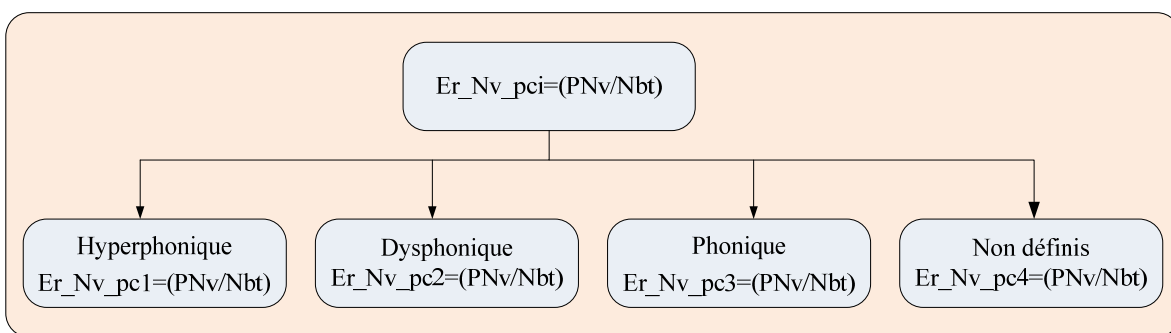 Er_Nv_pci=(PNv/Nbt)
Hyperphonique
Er_Nv_pc1=(PNv/Nbt)
Dysphonique
Er_Nv_pc2=(PNv/Nbt)
Phonique
Er_Nv_pc3=(PNv/Nbt)
Non définis
Er_Nv_pc4=(PNv/Nbt)